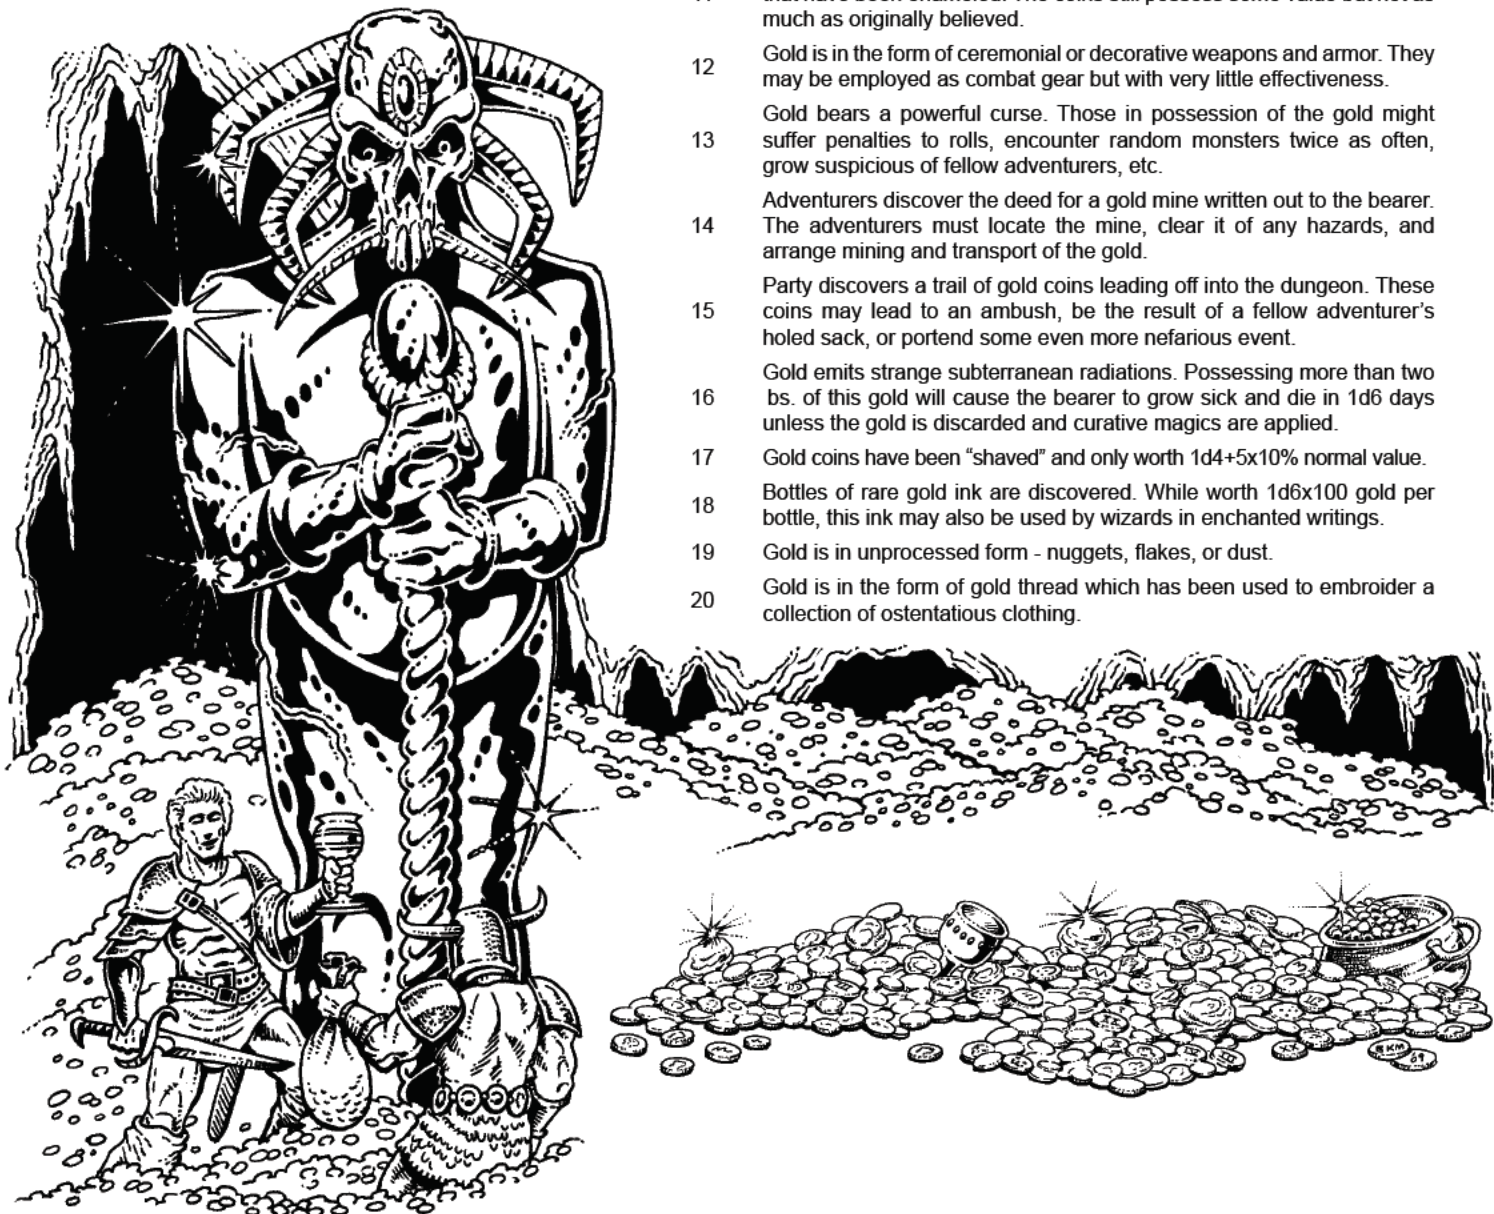 much as originally believed.
12
Gold is in the form of ceremonial or decorative weapons and armor. They
may be employed as combat gear but with very little effectiveness.
13
Gold bears a powerful curse. Those in possession of the gold might
suffer penalties to rolls, encounter random monsters twice as often,
grow suspicious of fellow adventurers, etc.
14
Adventurers discover the deed for a gold mine written out to the bearer.
The adventurers must locate the mine, clear it of any hazards, and
arrange mining and transport of the gold.
15
Party discovers a trail of gold coins leading off into the dungeon. These
coins may lead to an ambush, be the result of a fellow adventurer’s
holed sack, or portend some even more nefarious event.
16
Gold emits strange subterranean radiations. Possessing more than two
bs. of this gold will cause the bearer to grow sick and die in 1d6 days
unless the gold is discarded and curative magics are applied.
17
Gold coins have been “shaved” and only worth 1d4+5x10% normal value.
18
Bottles of rare gold ink are discovered. While worth 1d6x100 gold per
bottle, this ink may also be used by wizards in enchanted writings.
19
Gold is in unprocessed form - nuggets, flakes, or dust.
20
Gold is in the form of gold thread which has been used to embroider a
collection of ostentatious clothing.
XX
69